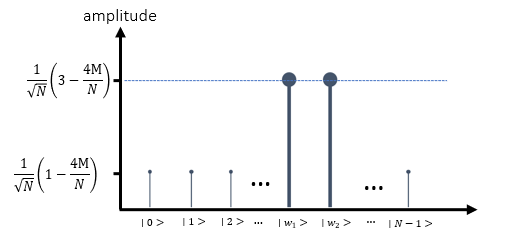 amplitude
1/√N (3 − 4M/N)
1/√N (1 − 4M/N)
| 0 > | 1 > | 2 > ... | w₁ > | w₂ > ... | N − 1 >